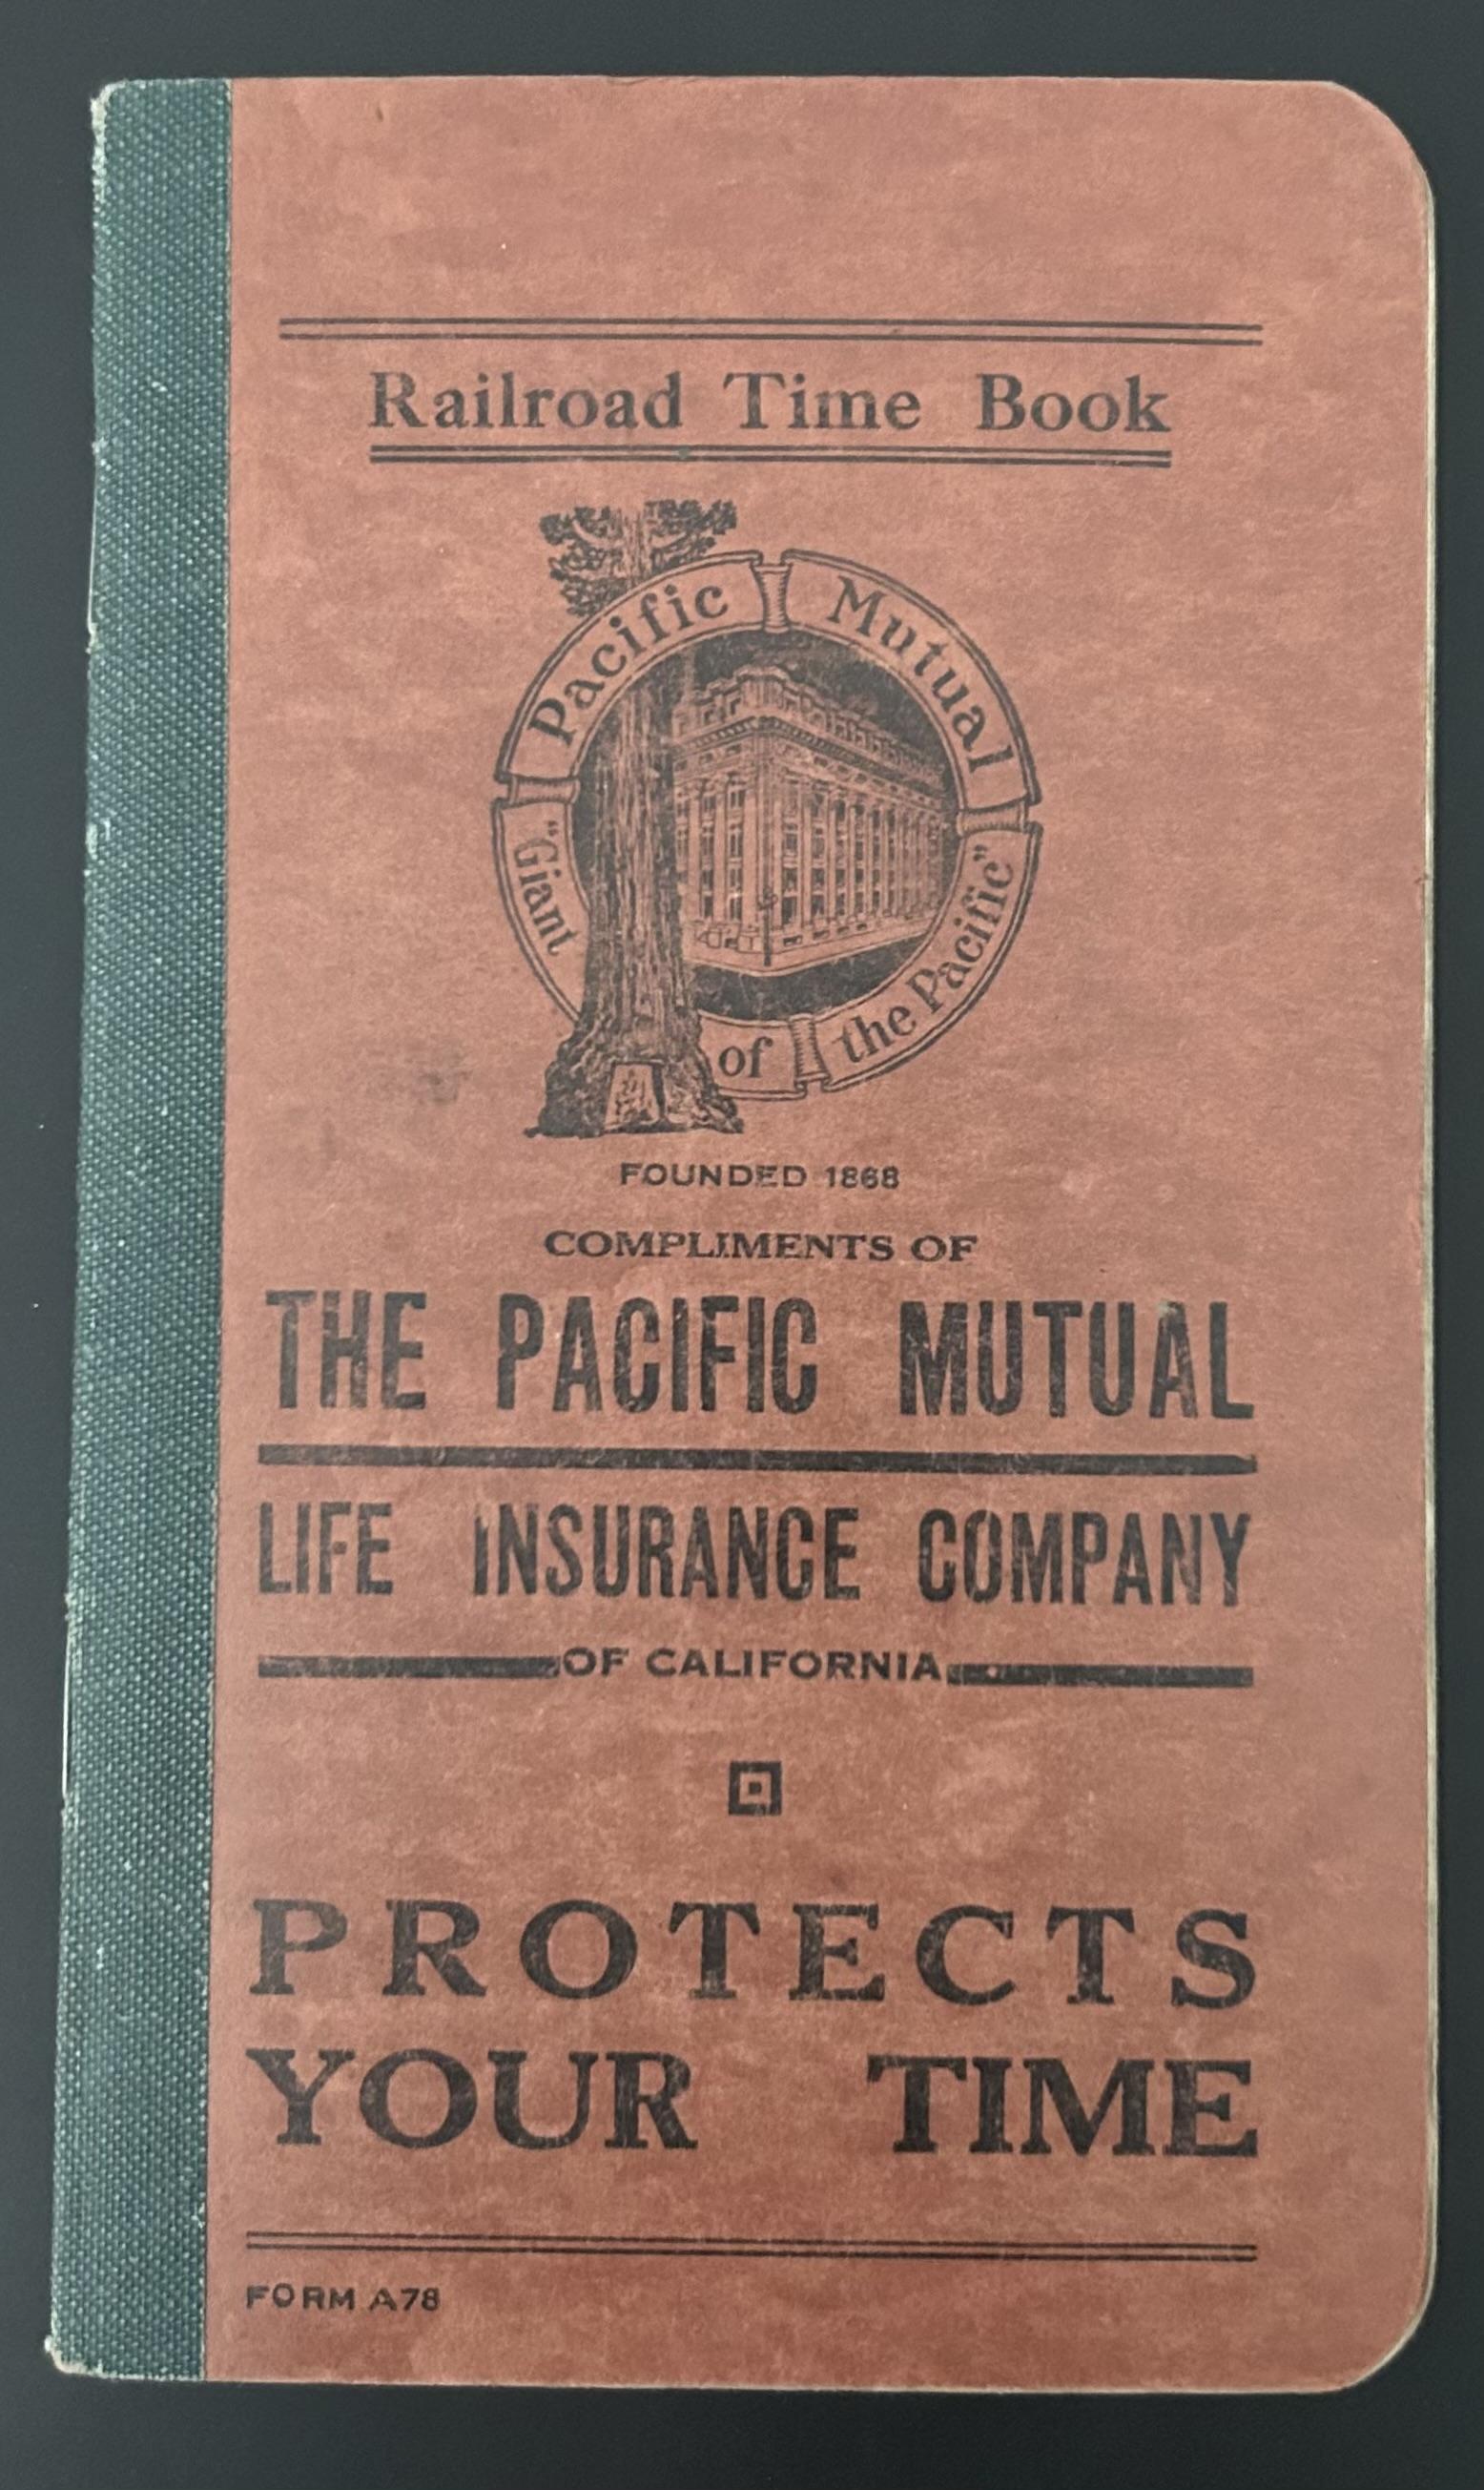 Railroad Time Book
Pacific Mutual
"Giant of the Pacific"
FOUNDED 1868
COMPLIMENTS OF
THE PACIFIC MUTUAL
LIFE INSURANCE COMPANY
OF CALIFORNIA
PROTECTS
YOUR TIME
FORM A78